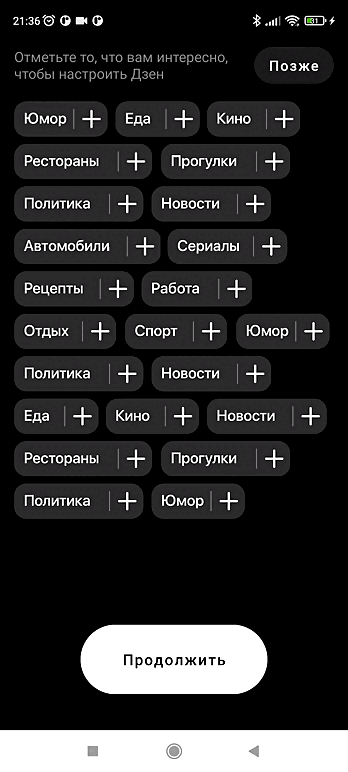 21:36 31
Отметьте то, что вам интересно,
чтобы настроить Дзен
Позже
Юмор Еда Кино
Рестораны Прогулки
Политика Новости
Автомобили Сериалы
Рецепты Работа
Отдых Спорт Юмор
Политика Новости
Еда Кино Новости
Рестораны Прогулки
Политика Юмор
Продолжить